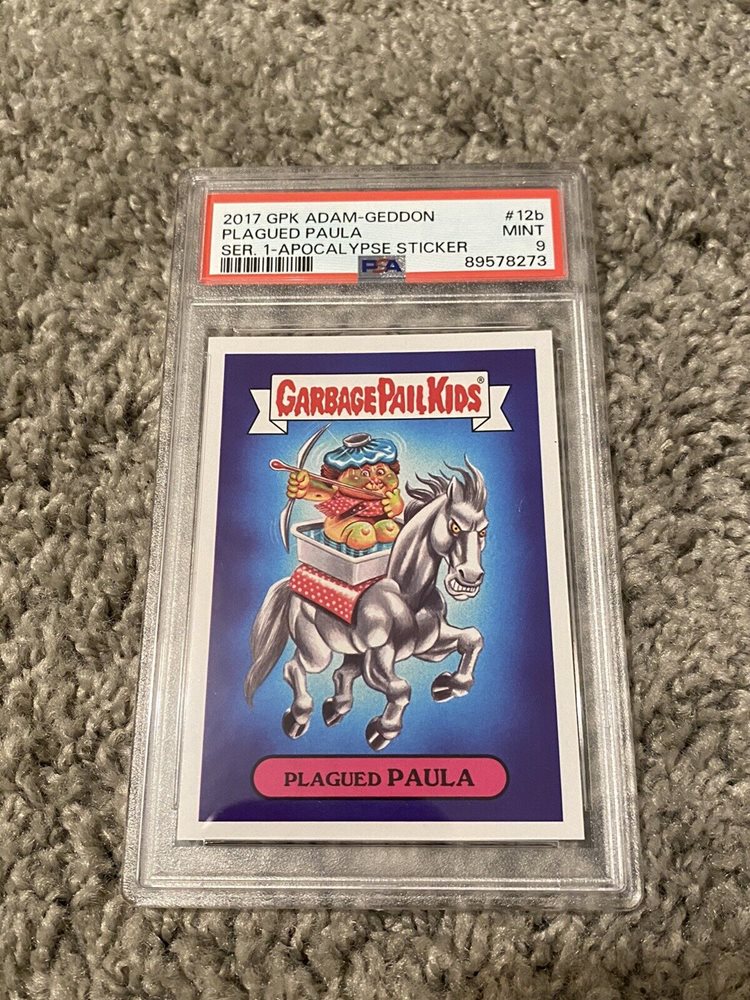 2017 GPK ADAM-GEDDON #12b
PLAGUED PAULA MINT
SER. 1-APOCALYPSE STICKER 9
PSA 89578273
GARBAGE PAIL KIDS®
PLAGUED PAULA